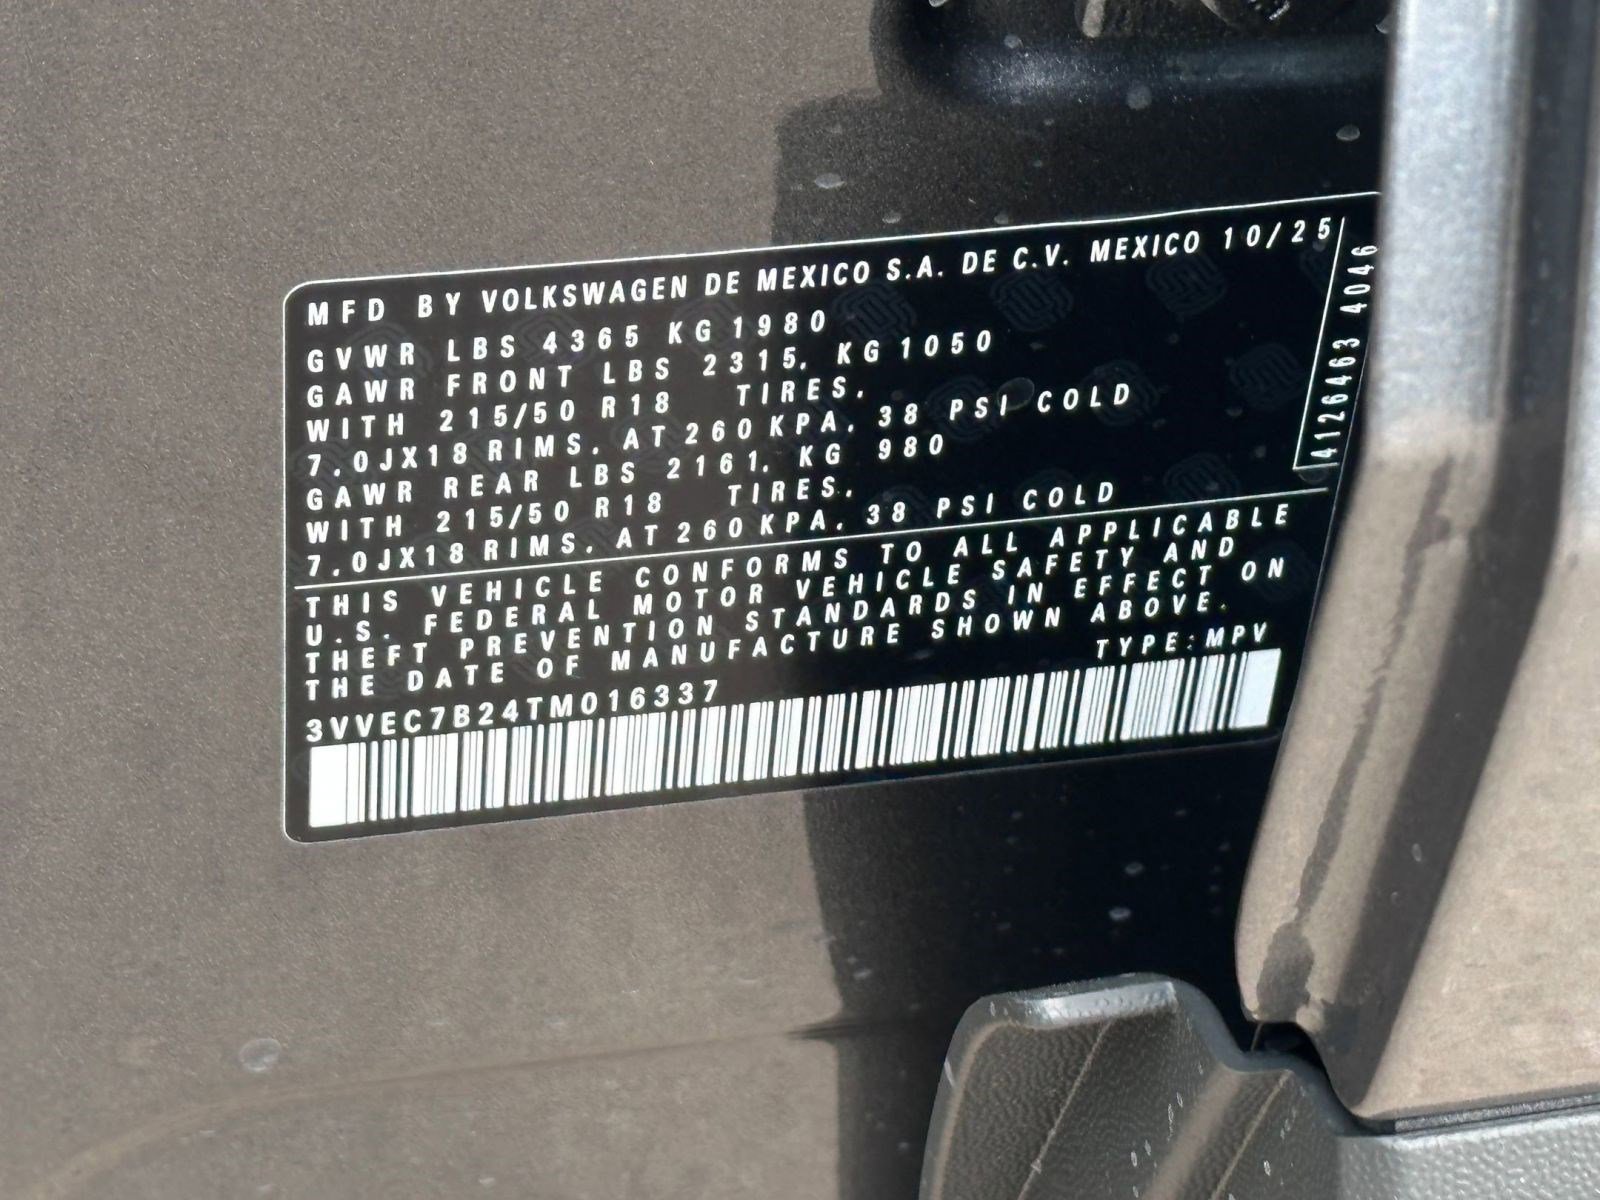 MFD BY VOLKSWAGEN DE MEXICO S.A. DE C.V. MEXICO 10/25
GVWR LBS 4365 KG 1980
GAWR FRONT LBS 2315. KG 1050
WITH 215/50 R18 TIRES.
7.0JX18 RIMS. AT 260 KPA. 38 PSI COLD
GAWR REAR LBS 2161. KG 980
WITH 215/50 R18 TIRES.
7.0JX18 RIMS. AT 260 KPA. 38 PSI COLD
THIS VEHICLE CONFORMS TO ALL APPLICABLE
U.S. FEDERAL MOTOR VEHICLE SAFETY AND
THEFT PREVENTION STANDARDS IN EFFECT ON
THE DATE OF MANUFACTURE SHOWN ABOVE.
3VVEC7B24TM016337 TYPE: MPV
4126463 4046